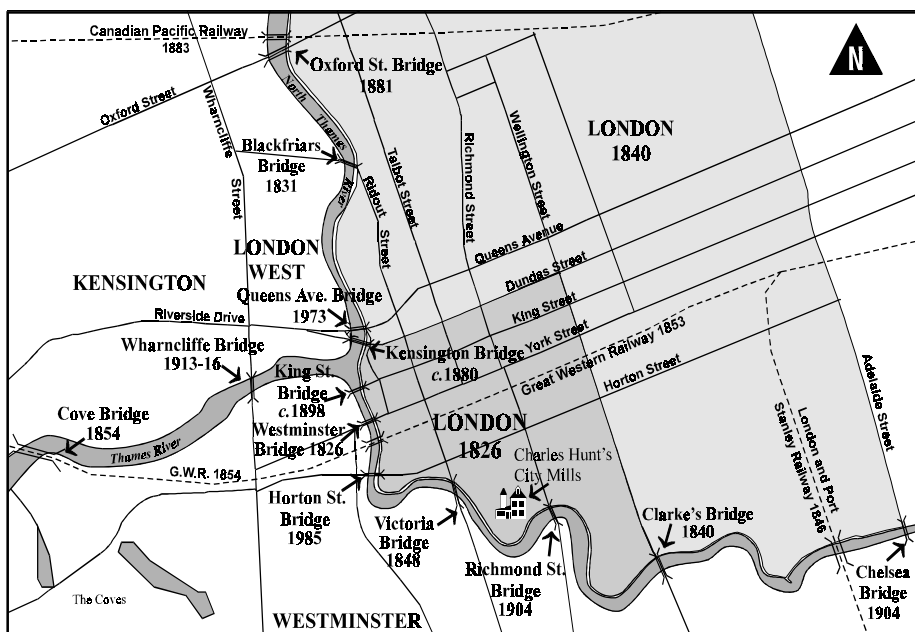 Canadian Pacific Railway
1883
N
Oxford St. Bridge
1881
North
Thames
River
Oxford Street
Wharncliffe
Street
Blackfriars
Bridge
1831
Ridout
Street
Talbot Street
Richmond Street
Wellington Street
LONDON
1840
Queens Avenue
Dundas Street
King Street
York Street
Great Western Railway 1853
Horton Street
LONDON
WEST
KENSINGTON
Queens Ave. Bridge
1973
Riverside Drive
Wharncliffe Bridge
1913-16
Kensington Bridge
c.1880
King St.
Bridge
c.1898
Westminster
Bridge 1826
Cove Bridge
1854
Thames River
G.W.R. 1854
LONDON
1826
Charles Hunt's
City Mills
Adelaide Street
London and Port
Stanley Railway 1846
Horton St.
Bridge
1985
Victoria
Bridge
1848
Richmond St.
Bridge
1904
Clarke's Bridge
1840
Chelsea
Bridge
1904
The Coves
WESTMINSTER